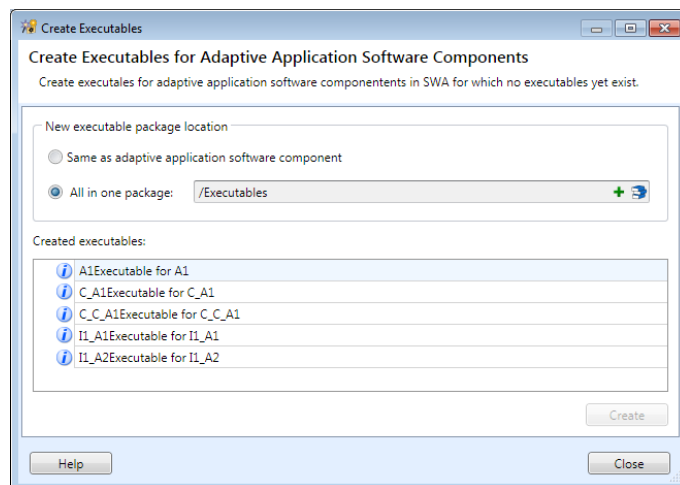 Create Executables
Create Executables for Adaptive Application Software Components
Create executales for adaptive application software componentents in SWA for which no executables yet exist.
New executable package location
Same as adaptive application software component
All in one package: /Executables
Created executables:
A1Executable for A1
C_A1Executable for C_A1
C_C_A1Executable for C_C_A1
I1_A1Executable for I1_A1
I1_A2Executable for I1_A2
Create
Help Close